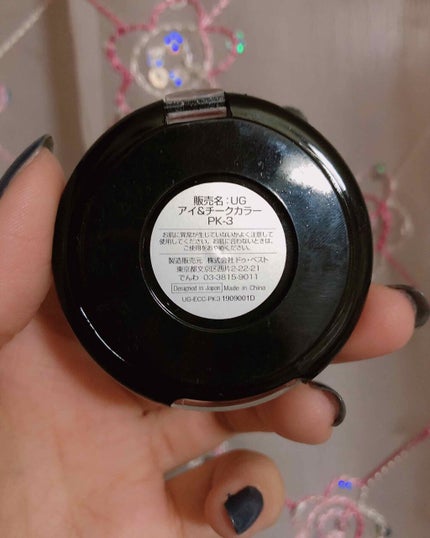 販売名:UG
アイ&チークカラー
PK-3
お肌に異常が生じていないかよく注意して
使用してください。お肌に合わないときは、
ご使用をおやめください。
製造販売元 株式会社ドゥ・ベスト
東京都文京区西片2-22-21
でんわ 03-3815-9011
Designed in Japan Made in China
UG-ECC-PK3 1909001D